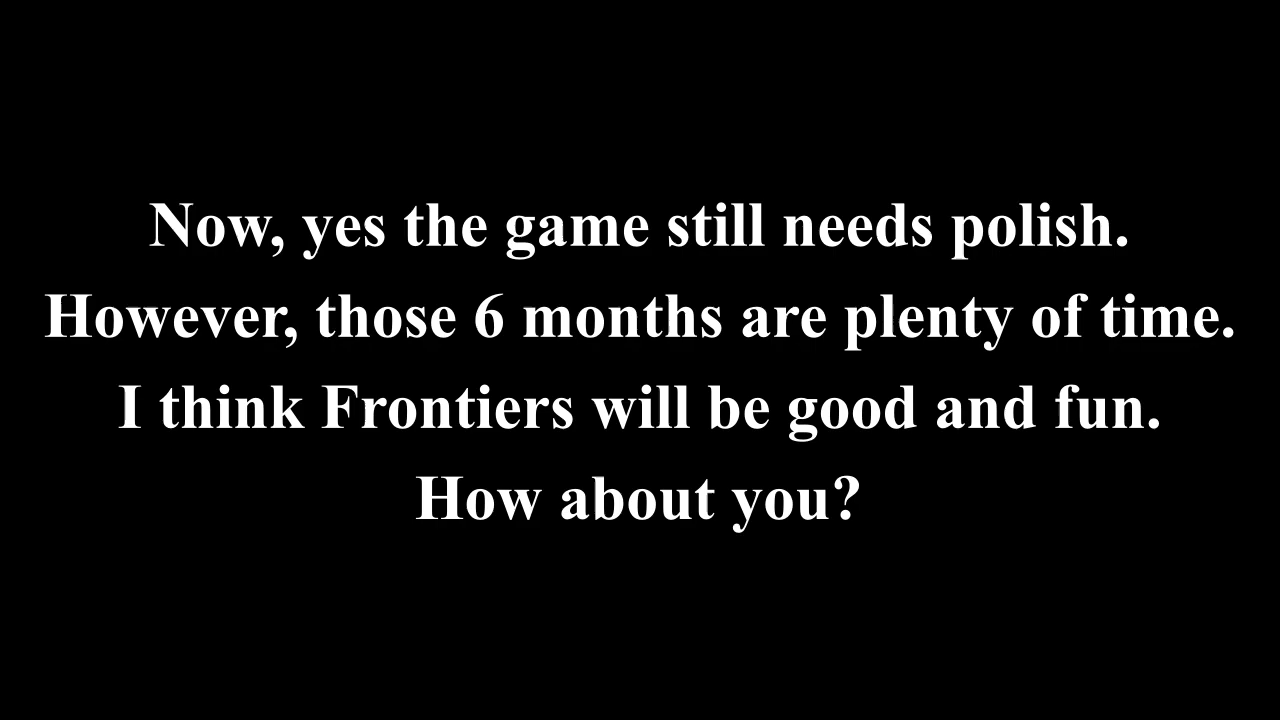 Now, yes the game still needs polish.
However, those 6 months are plenty of time.
I think Frontiers will be good and fun.
How about you?